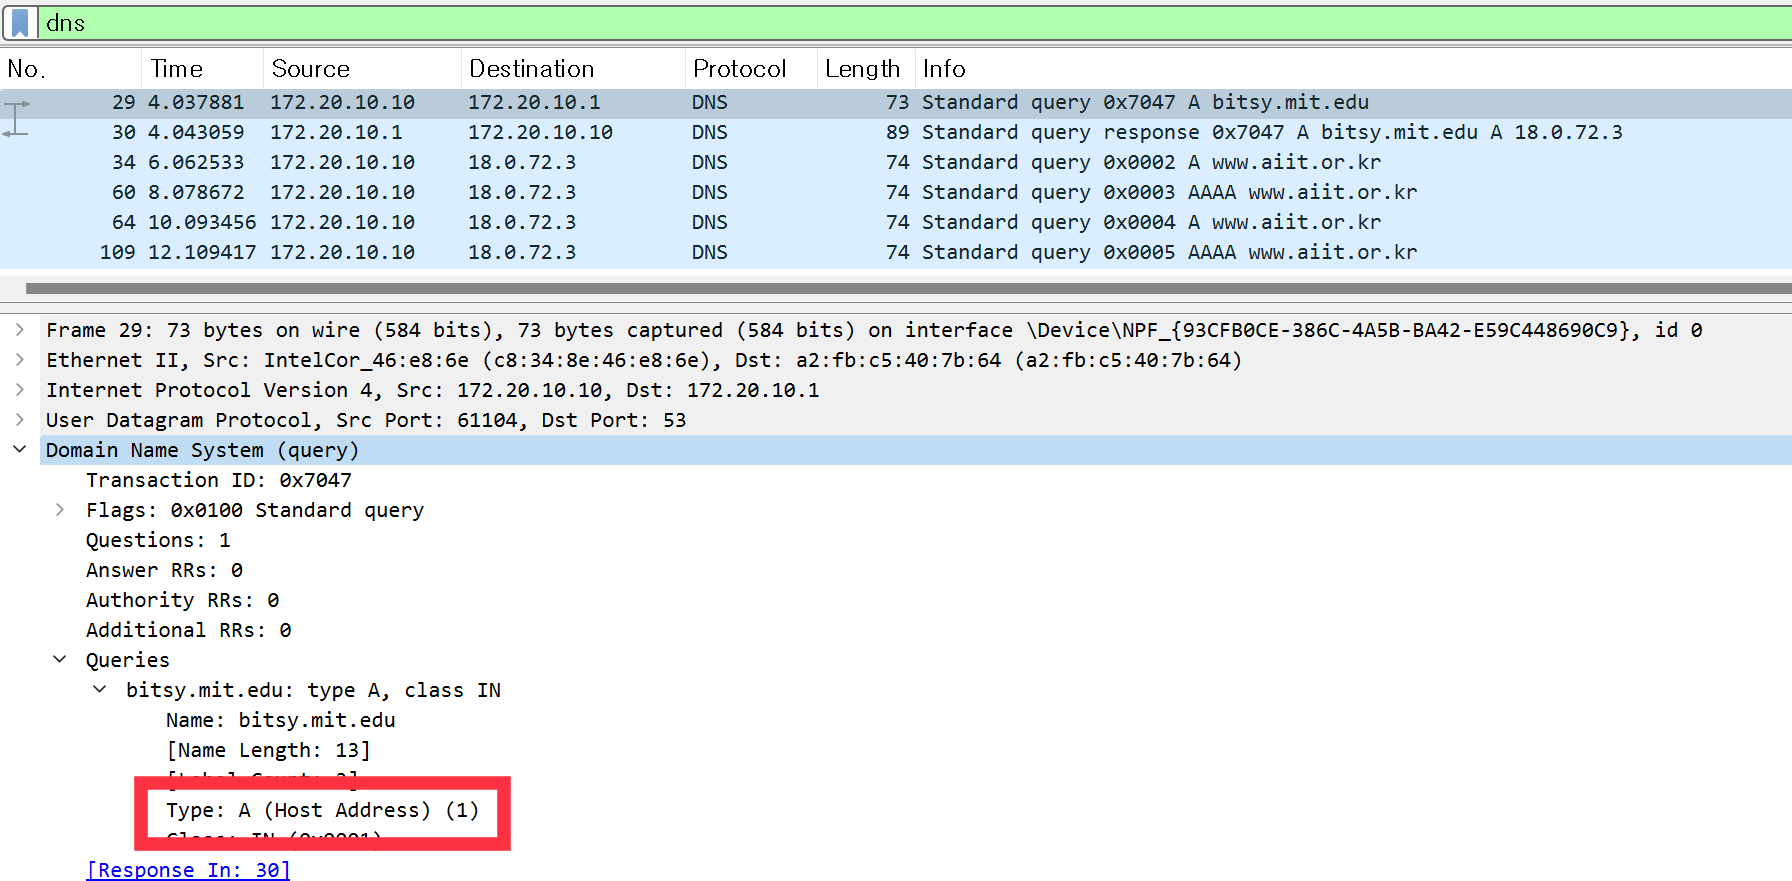 dns
No. Time Source Destination Protocol Length Info
29 4.037881 172.20.10.10 172.20.10.1 DNS 73 Standard query 0x7047 A bitsy.mit.edu
30 4.043059 172.20.10.1 172.20.10.10 DNS 89 Standard query response 0x7047 A bitsy.mit.edu A 18.0.72.3
34 6.062533 172.20.10.10 18.0.72.3 DNS 74 Standard query 0x0002 A www.aiit.or.kr
60 8.078672 172.20.10.10 18.0.72.3 DNS 74 Standard query 0x0003 AAAA www.aiit.or.kr
64 10.093456 172.20.10.10 18.0.72.3 DNS 74 Standard query 0x0004 A www.aiit.or.kr
109 12.109417 172.20.10.10 18.0.72.3 DNS 74 Standard query 0x0005 AAAA www.aiit.or.kr
Frame 29: 73 bytes on wire (584 bits), 73 bytes captured (584 bits) on interface \Device\NPF_{93CFB0CE-386C-4A5B-BA42-E59C448690C9}, id 0
Ethernet II, Src: IntelCor_46:e8:6e (c8:34:8e:46:e8:6e), Dst: a2:fb:c5:40:7b:64 (a2:fb:c5:40:7b:64)
Internet Protocol Version 4, Src: 172.20.10.10, Dst: 172.20.10.1
User Datagram Protocol, Src Port: 61104, Dst Port: 53
Domain Name System (query)
Transaction ID: 0x7047
Flags: 0x0100 Standard query
Questions: 1
Answer RRs: 0
Authority RRs: 0
Additional RRs: 0
Queries
bitsy.mit.edu: type A, class IN
Name: bitsy.mit.edu
[Name Length: 13]
[Label Count: 3]
Type: A (Host Address) (1)
Class: IN (0x0001)
[Response In: 30]